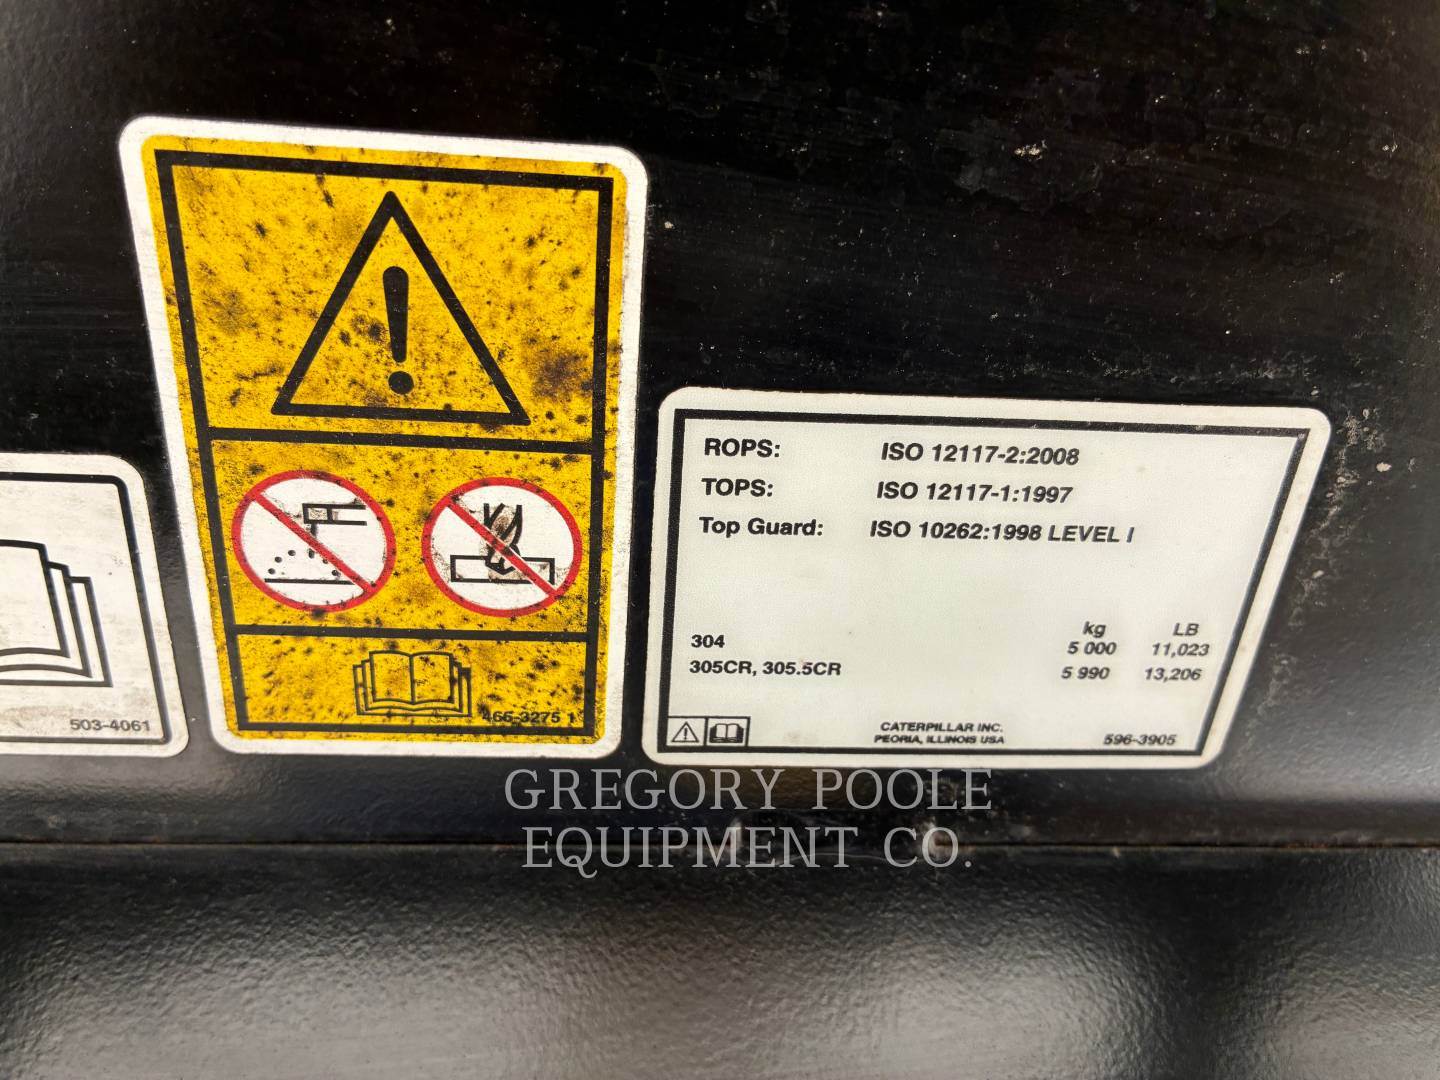 503-4061
466-3275 1
ROPS: ISO 12117-2:2008
TOPS: ISO 12117-1:1997
Top Guard: ISO 10262:1998 LEVEL I
kg LB
304 5 000 11,023
305CR, 305.5CR 5 990 13,206
CATERPILLAR INC.
PEORIA, ILLINOIS USA
596-3905
GREGORY POOLE
EQUIPMENT CO.